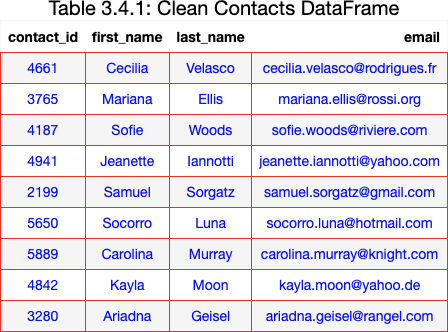 Table 3.4.1: Clean Contacts DataFrame
contact_id first_name last_name email
4661 Cecilia Velasco cecilia.velasco@rodrigues.fr
3765 Mariana Ellis mariana.ellis@rossi.org
4187 Sofie Woods sofie.woods@riviere.com
4941 Jeanette Iannotti jeanette.iannotti@yahoo.com
2199 Samuel Sorgatz samuel.sorgatz@gmail.com
5650 Socorro Luna socorro.luna@hotmail.com
5889 Carolina Murray carolina.murray@knight.com
4842 Kayla Moon kayla.moon@yahoo.de
3280 Ariadna Geisel ariadna.geisel@rangel.com